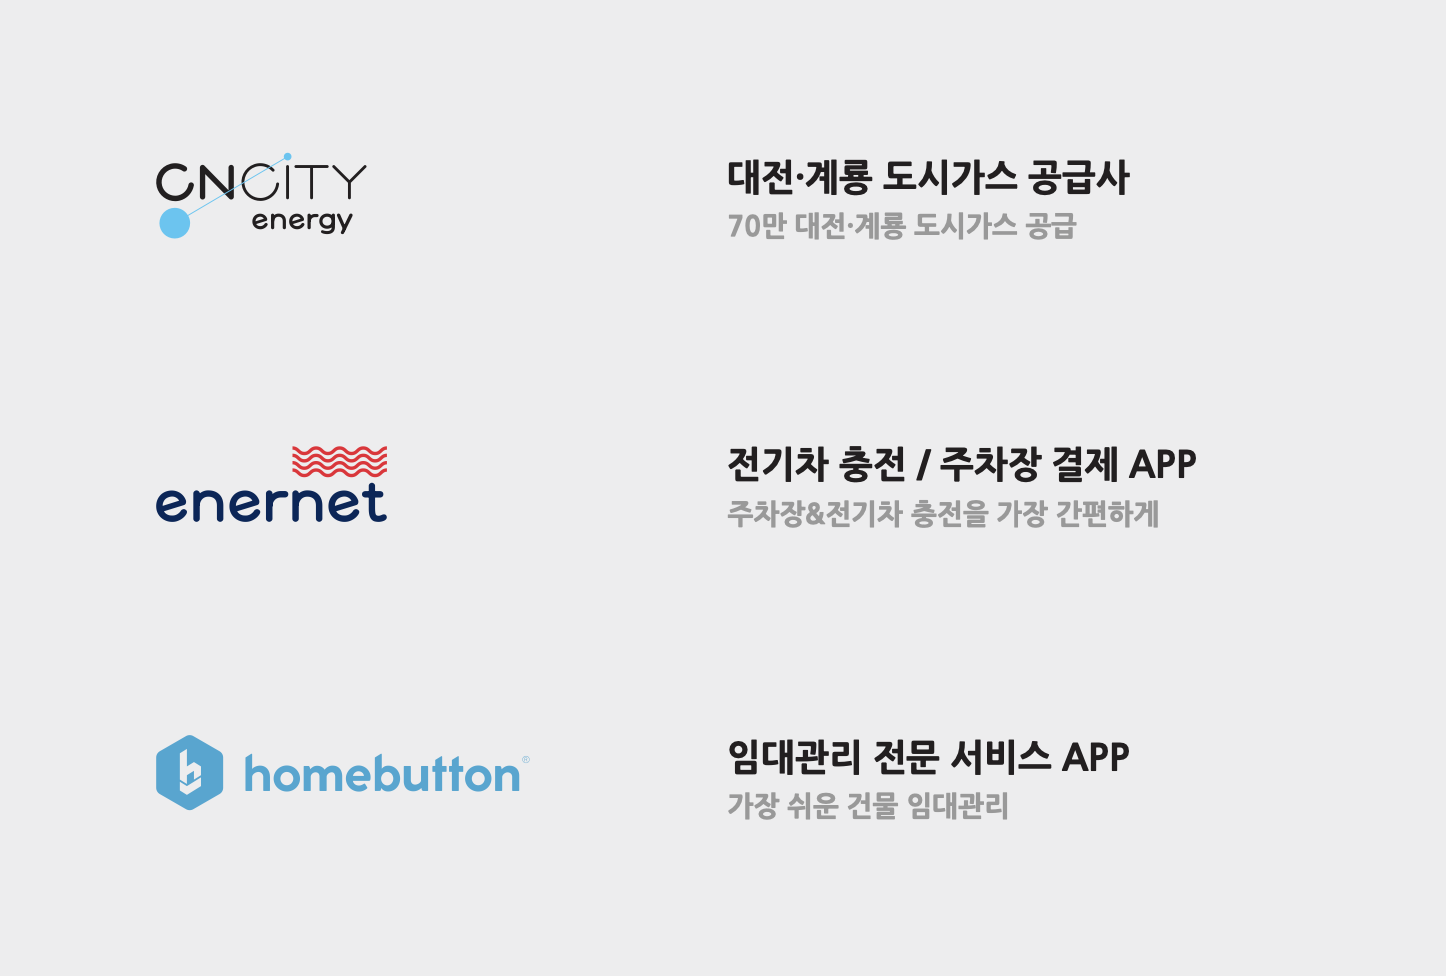 CNCITY
energy
대전·계룡 도시가스 공급사
70만 대전·계룡 도시가스 공급
enernet
전기차 충전 / 주차장 결제 APP
주차장&전기차 충전을 가장 간편하게
homebutton®
임대관리 전문 서비스 APP
가장 쉬운 건물 임대관리